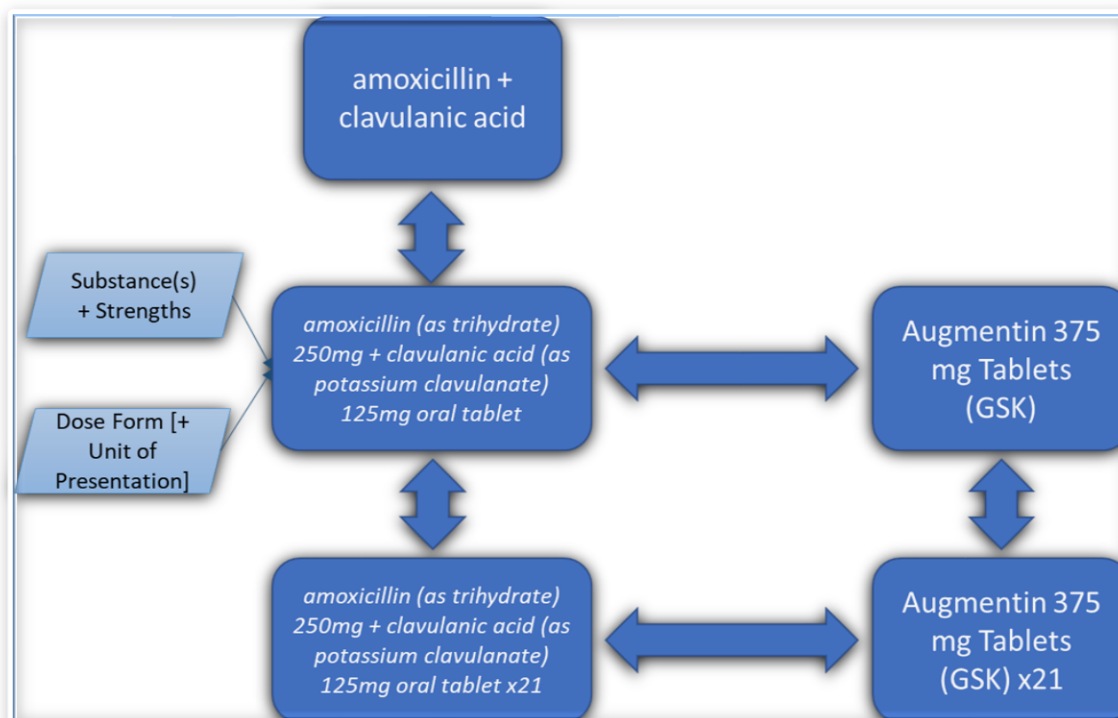 amoxicillin +
clavulanic acid
Substance(s)
+ Strengths
Dose Form [+
Unit of
Presentation]
amoxicillin (as trihydrate)
250mg + clavulanic acid (as
potassium clavulanate)
125mg oral tablet
Augmentin 375
mg Tablets
(GSK)
amoxicillin (as trihydrate)
250mg + clavulanic acid (as
potassium clavulanate)
125mg oral tablet x21
Augmentin 375
mg Tablets
(GSK) x21